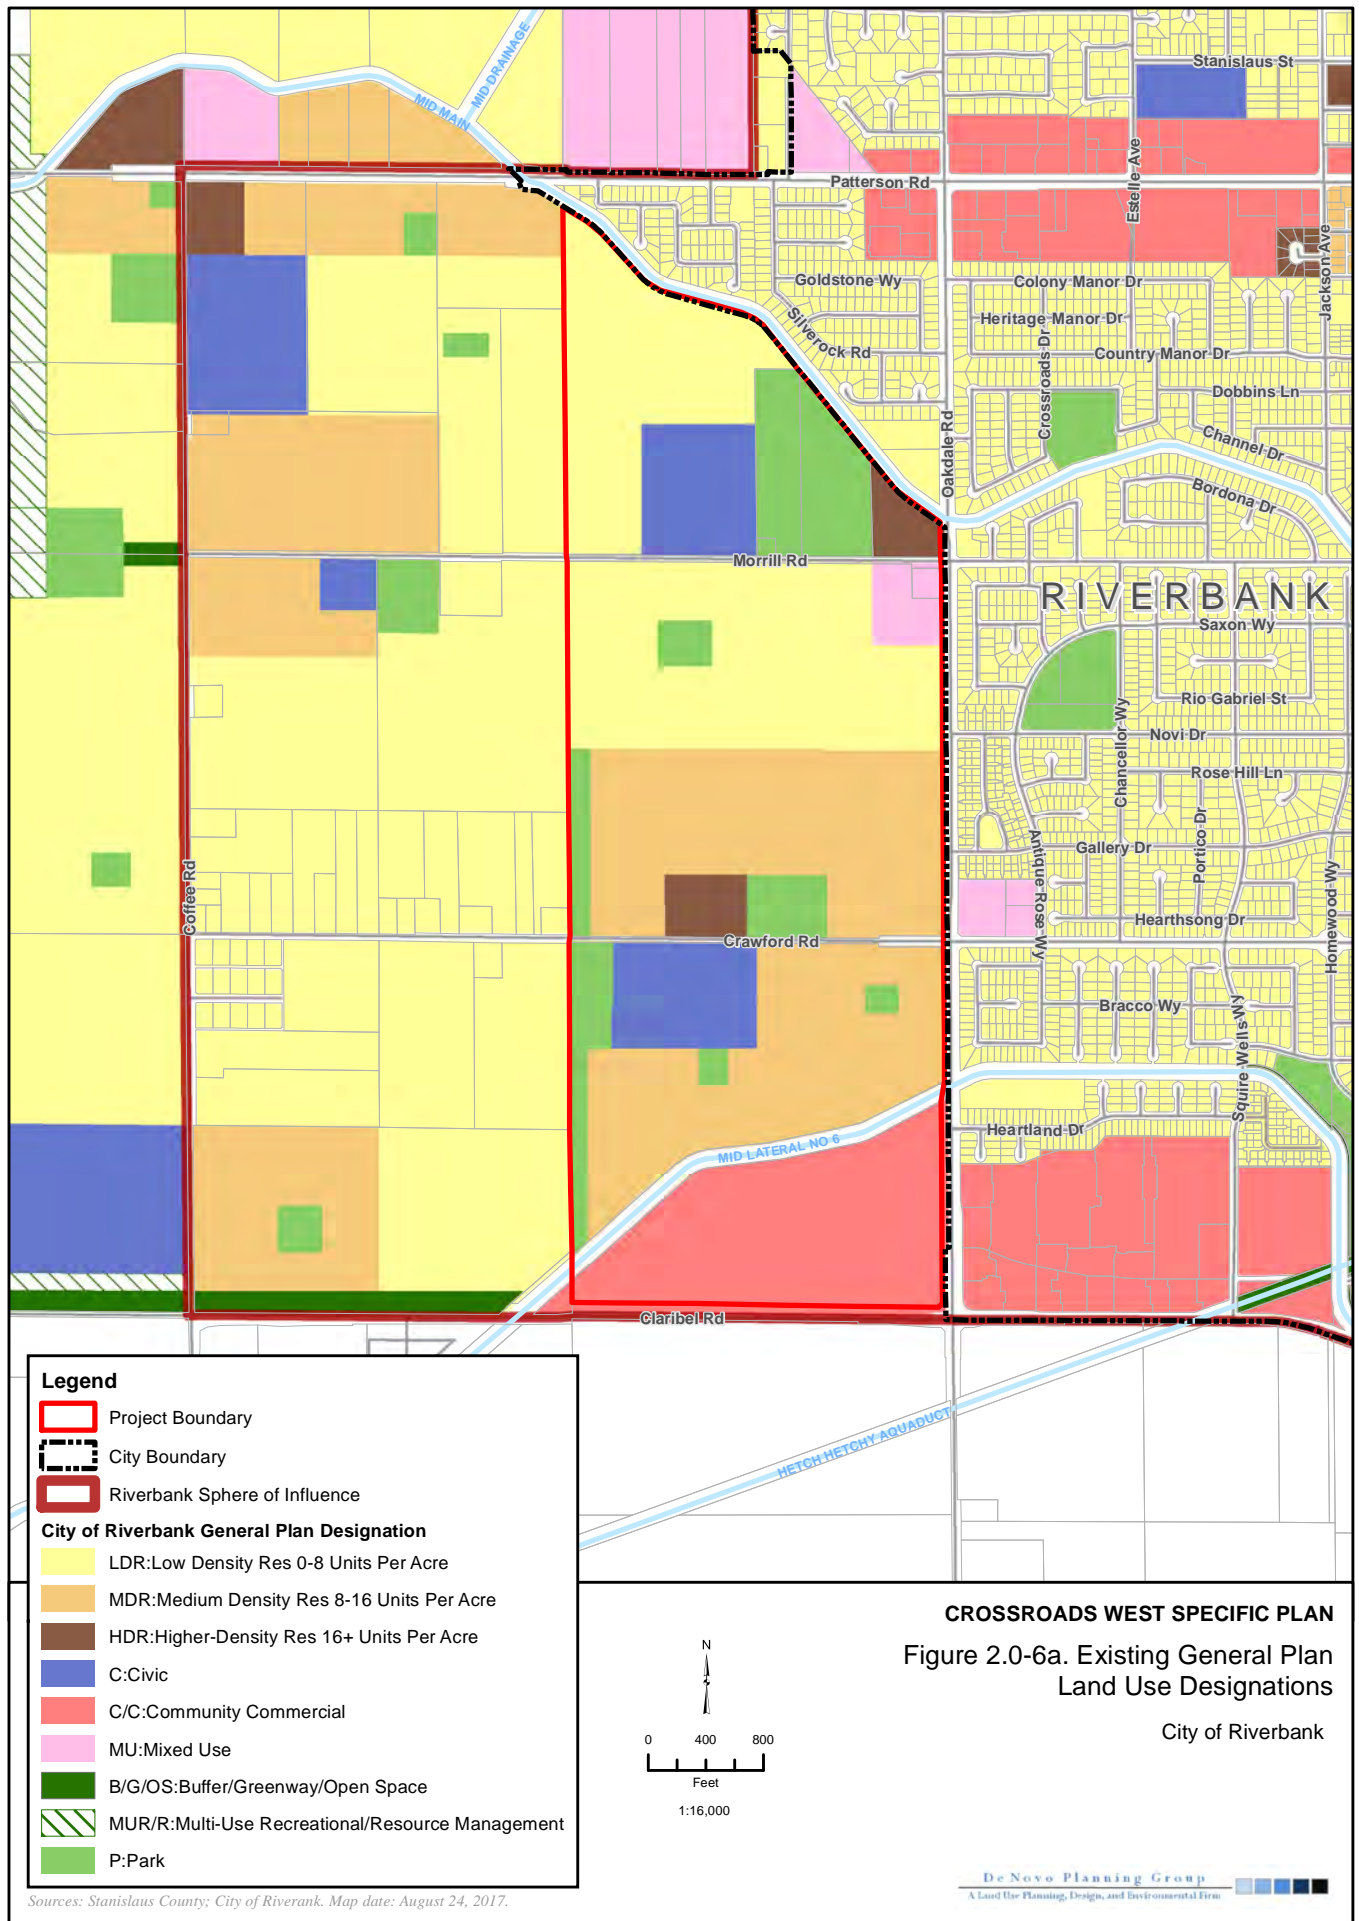 MID DRAINAGE
MID MAIN
Stanislaus St
Patterson Rd
Estelle Ave
Jackson Ave
Goldstone Wy
Colony Manor Dr
Silverock Rd
Heritage Manor Dr
Crossroads Dr
Country Manor Dr
Dobbins Ln
Oakdale Rd
Channel Dr
Bordona Dr
Morrill Rd
RIVERBANK
Saxon Wy
Rio Gabriel St
Chancellor Wy
Novi Dr
Rose Hill Ln
Portico Dr
Antique Rose Wy
Gallery Dr
Coffee Rd
Homewood Wy
Hearthsong Dr
Crawford Rd
Bracco Wy
Squire Wells Wy
Heartland Dr
MID LATERAL NO 6
Claribel Rd
HETCH HETCHY AQUADUCT
Legend
Project Boundary
City Boundary
Riverbank Sphere of Influence
City of Riverbank General Plan Designation
LDR:Low Density Res 0-8 Units Per Acre
MDR:Medium Density Res 8-16 Units Per Acre
HDR:Higher-Density Res 16+ Units Per Acre
C:Civic
C/C:Community Commercial
MU:Mixed Use
B/G/OS:Buffer/Greenway/Open Space
MUR/R:Multi-Use Recreational/Resource Management
P:Park
Sources: Stanislaus County; City of Riverank. Map date: August 24, 2017.
N
0 400 800
Feet
1:16,000
CROSSROADS WEST SPECIFIC PLAN
Figure 2.0-6a. Existing General Plan
Land Use Designations
City of Riverbank
De Novo Planning Group
A Land Use Planning, Design, and Environmental Firm